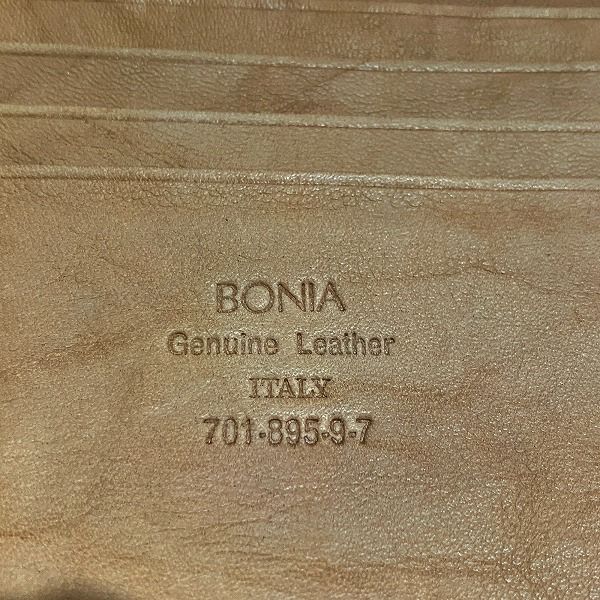 BONIA
Genuine Leather
ITALY
701-895-9-7